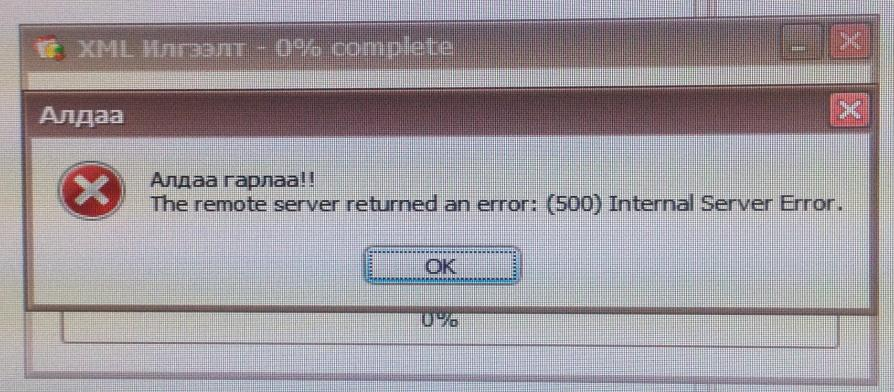 XML Илгээлт - 0% complete
Алдаа
Алдаа гарлаа!!
The remote server returned an error: (500) Internal Server Error.
OK
0%